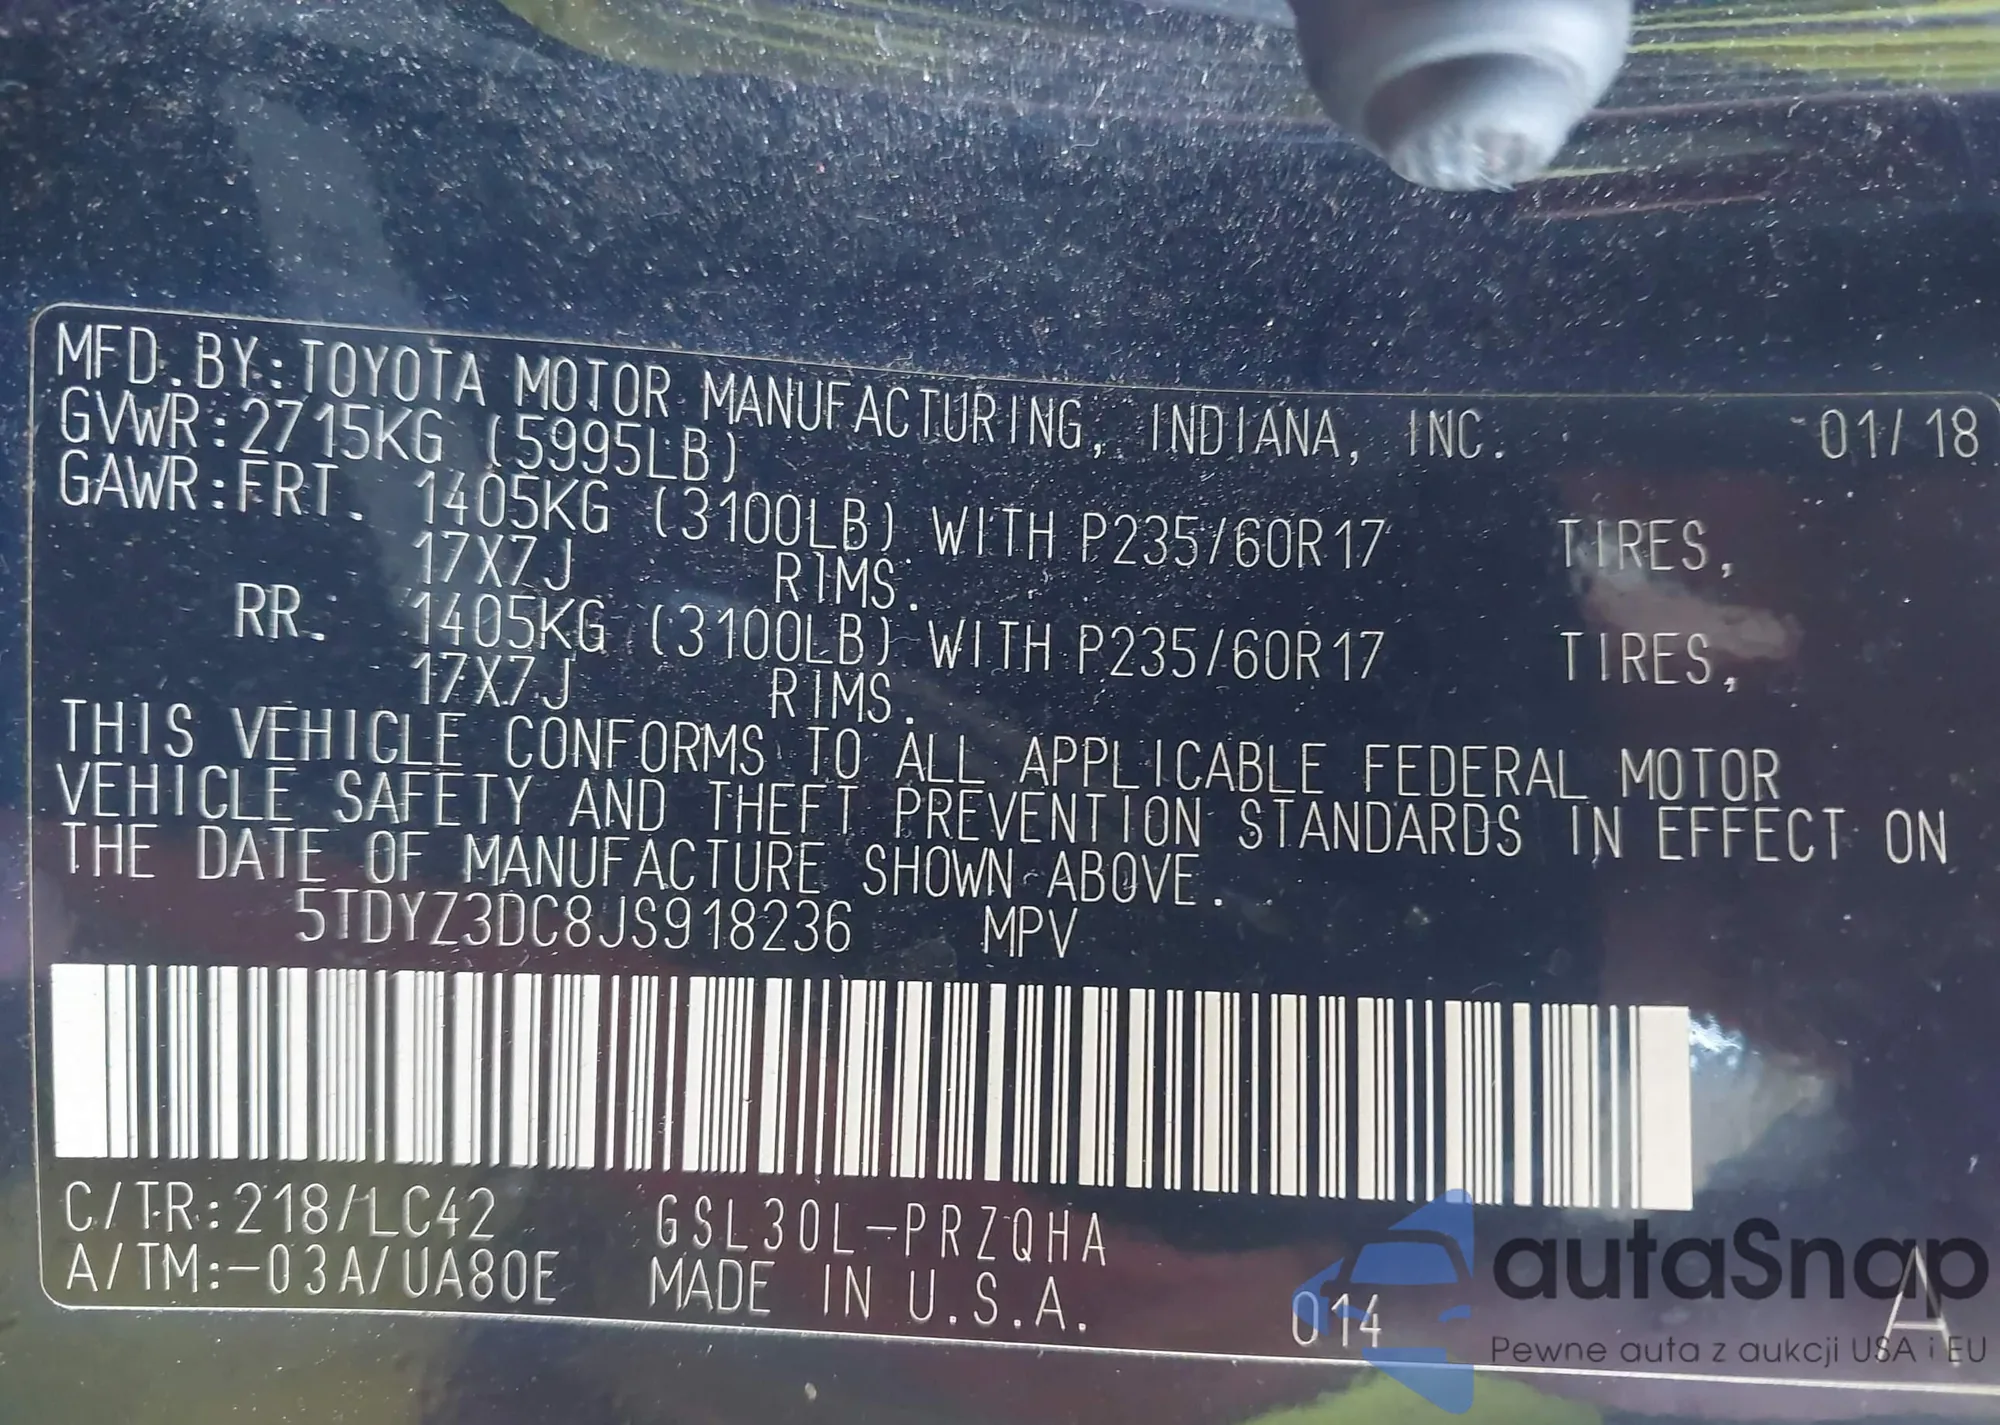 MFD.BY:TOYOTA MOTOR MANUFACTURING, INDIANA, INC. 01/18
GVWR:2715KG (5995LB)
GAWR:FRT. 1405KG (3100LB) WITH P235/60R17 TIRES,
17X7J RIMS.
RR. 1405KG (3100LB) WITH P235/60R17 TIRES,
17X7J RIMS.
THIS VEHICLE CONFORMS TO ALL APPLICABLE FEDERAL MOTOR
VEHICLE SAFETY AND THEFT PREVENTION STANDARDS IN EFFECT ON
THE DATE OF MANUFACTURE SHOWN ABOVE.
5TDYZ3DC8JS918236 MPV
C/TR:218/LC42 GSL30L-PRZQHA
A/TM:-03A/UA80E MADE IN U.S.A. 014 A
autaSnap
Pewne auta z aukcji USA i EU